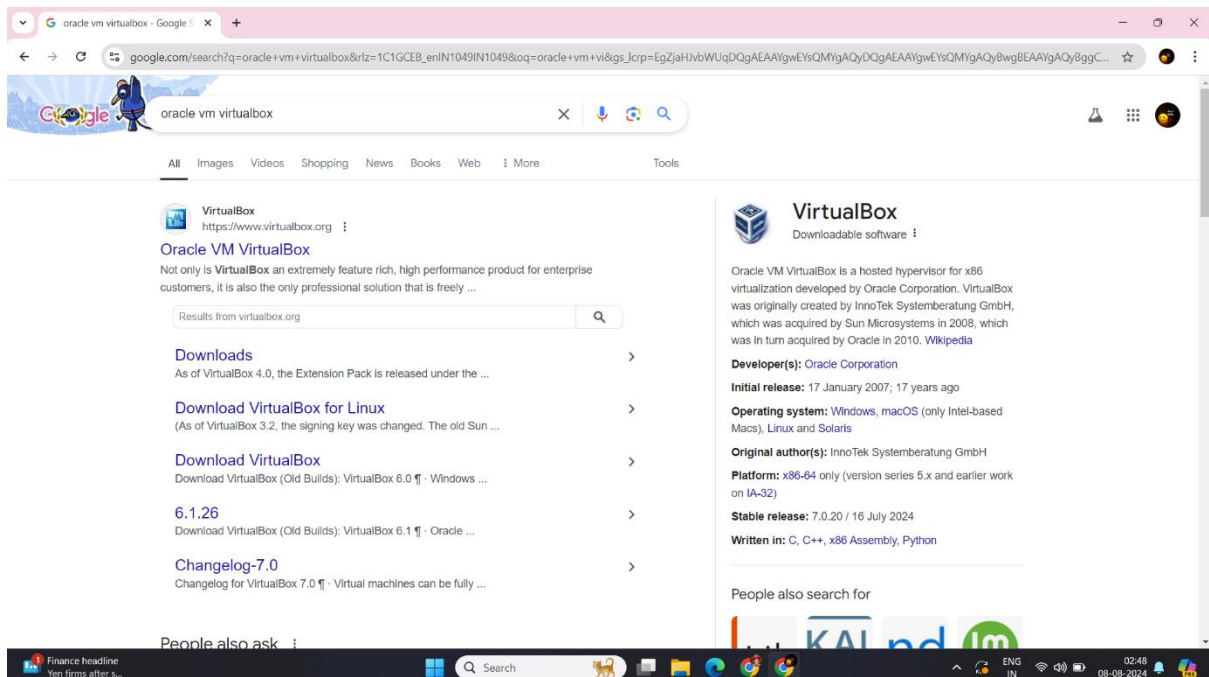 oracle vm virtualbox - Google S
google.com/search?q=oracle+vm+virtualbox&rlz=1C1GCEB_enIN1049IN1049&oq=oracle+vm+vi&gs_lcrp=EgZjaHJvbWUqDQgAEAAYgwEYsQMYgAQyDQgAEAAYgwEYsQMYgAQyBwgBEAAYgAQyBggC...
Google
oracle vm virtualbox
All Images Videos Shopping News Books Web More Tools
VirtualBox
https://www.virtualbox.org
Oracle VM VirtualBox
Not only is VirtualBox an extremely feature rich, high performance product for enterprise
customers, it is also the only professional solution that is freely ...
Results from virtualbox.org
Downloads
As of VirtualBox 4.0, the Extension Pack is released under the ...
Download VirtualBox for Linux
(As of VirtualBox 3.2, the signing key was changed. The old Sun ...
Download VirtualBox
Download VirtualBox (Old Builds): VirtualBox 6.0 ¶ · Windows ...
6.1.26
Download VirtualBox (Old Builds): VirtualBox 6.1 ¶ · Oracle ...
Changelog-7.0
Changelog for VirtualBox 7.0 ¶ · Virtual machines can be fully ...
People also ask
VirtualBox
Downloadable software
Oracle VM VirtualBox is a hosted hypervisor for x86
virtualization developed by Oracle Corporation. VirtualBox
was originally created by InnoTek Systemberatung GmbH,
which was acquired by Sun Microsystems in 2008, which
was in turn acquired by Oracle in 2010. Wikipedia
Developer(s): Oracle Corporation
Initial release: 17 January 2007; 17 years ago
Operating system: Windows, macOS (only Intel-based
Macs), Linux and Solaris
Original author(s): InnoTek Systemberatung GmbH
Platform: x86-64 only (version series 5.x and earlier work
on IA-32)
Stable release: 7.0.20 / 16 July 2024
Written in: C, C++, x86 Assembly, Python
People also search for
KALI
Finance headline
Yen firms after s...
Search
ENG
IN
02:48
08-08-2024